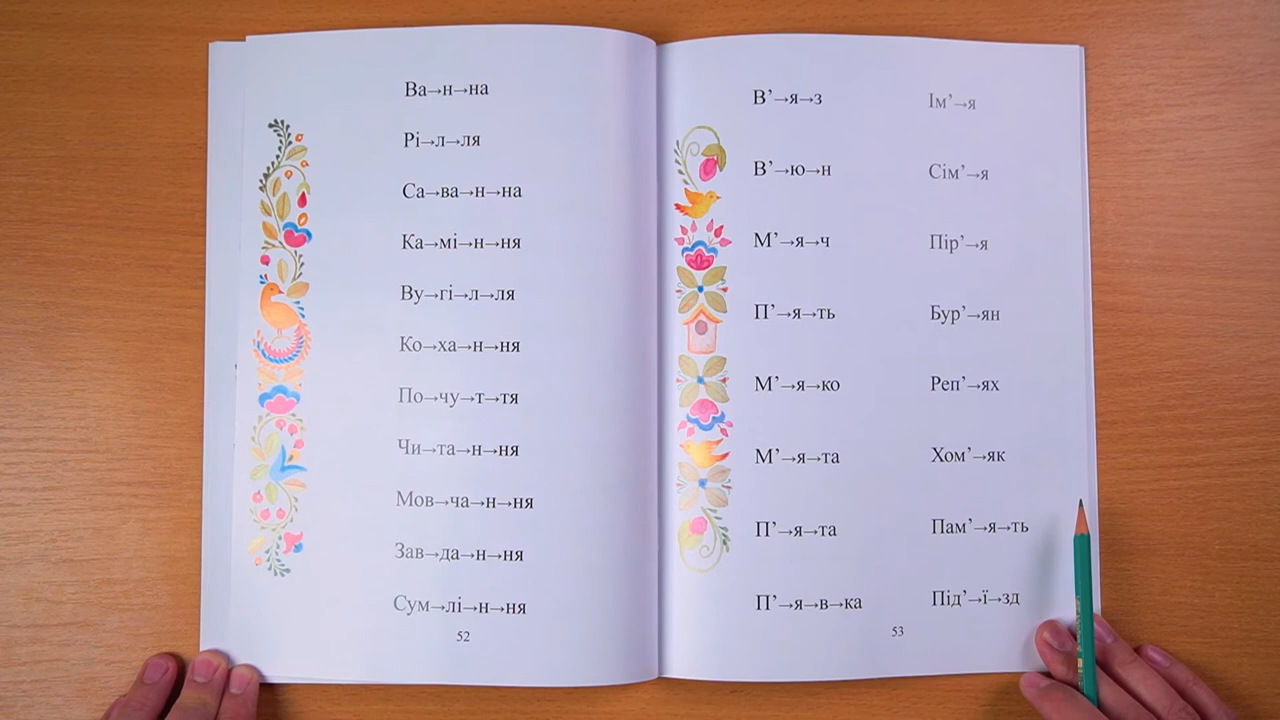 Ва→н→на
Рі→л→ля
Са→ва→н→на
Ка→мі→н→ня
Ву→гі→л→ля
Ко→ха→н→ня
По→чу→т→тя
Чи→та→н→ня
Мов→ча→н→ня
Зав→да→н→ня
Сум→лі→н→ня
52
В’→я→з
В’→ю→н
М’→я→ч
П’→я→ть
М’→я→ко
М’→я→та
П’→я→та
П’→я→в→ка
Ім’→я
Сім’→я
Пір’→я
Бур’→ян
Реп’→ях
Хом’→як
Пам’→я→ть
Під’→ї→зд
53